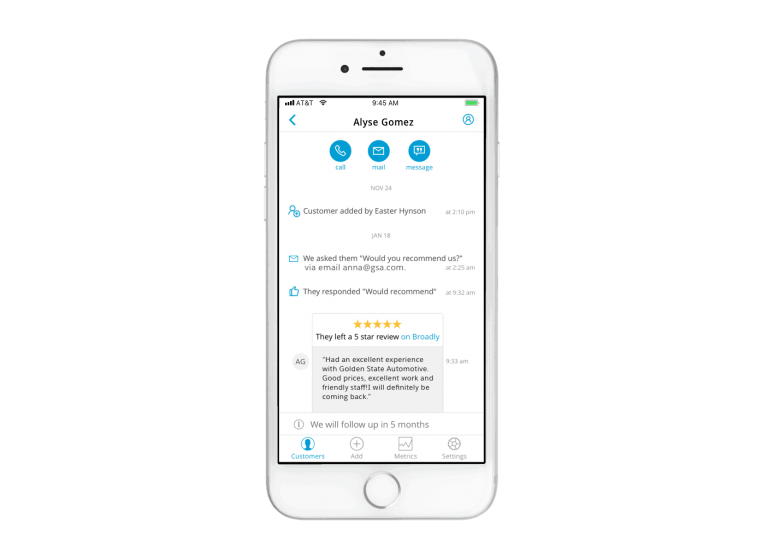 AT&T
9:45 AM
Alyse Gomez
call
mail
message
NOV 24
Customer added by Easter Hynson
at 2:10 pm
JAN 18
We asked them "Would you recommend us?"
via email anna@gsa.com.
at 2:25 am
They responded "Would recommend"
at 9:32 am
They left a 5 star review on Broadly
AG
"Had an excellent experience
with Golden State Automotive.
Good prices, excellent work and
friendly staff!I will definitely be
coming back."
9:33 am
We will follow up in 5 months
Customers
Add
Metrics
Settings